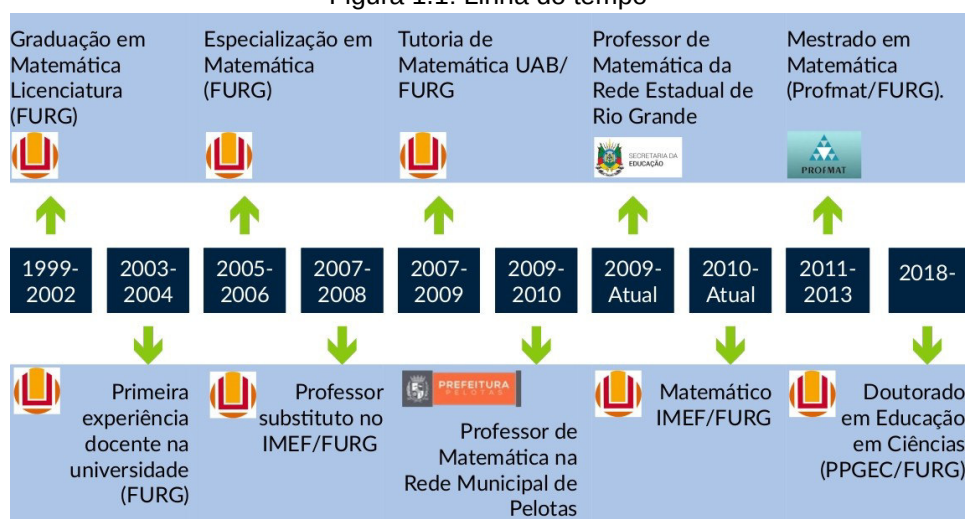 Figura 1.1: Linha do tempo
Graduação em
Matemática
Licenciatura
(FURG)
Especialização em
Matemática
(FURG)
Tutoria de
Matemática UAB/
FURG
Professor de
Matemática da
Rede Estadual de
Rio Grande
SECRETARIA DA
EDUCAÇÃO
Mestrado em
Matemática
(Profmat/FURG).
PROFMAT
1999-
2002
2003-
2004
2005-
2006
2007-
2008
2007-
2009
2009-
2010
2009-
Atual
2010-
Atual
2011-
2013
2018-
Primeira
experiência
docente na
universidade
(FURG)
Professor
substituto no
IMEF/FURG
PREFEITURA
PELOTAS
Professor de
Matemática na
Rede Municipal de
Pelotas
Matemático
IMEF/FURG
Doutorado
em Educação
em Ciências
(PPGEC/FURG)